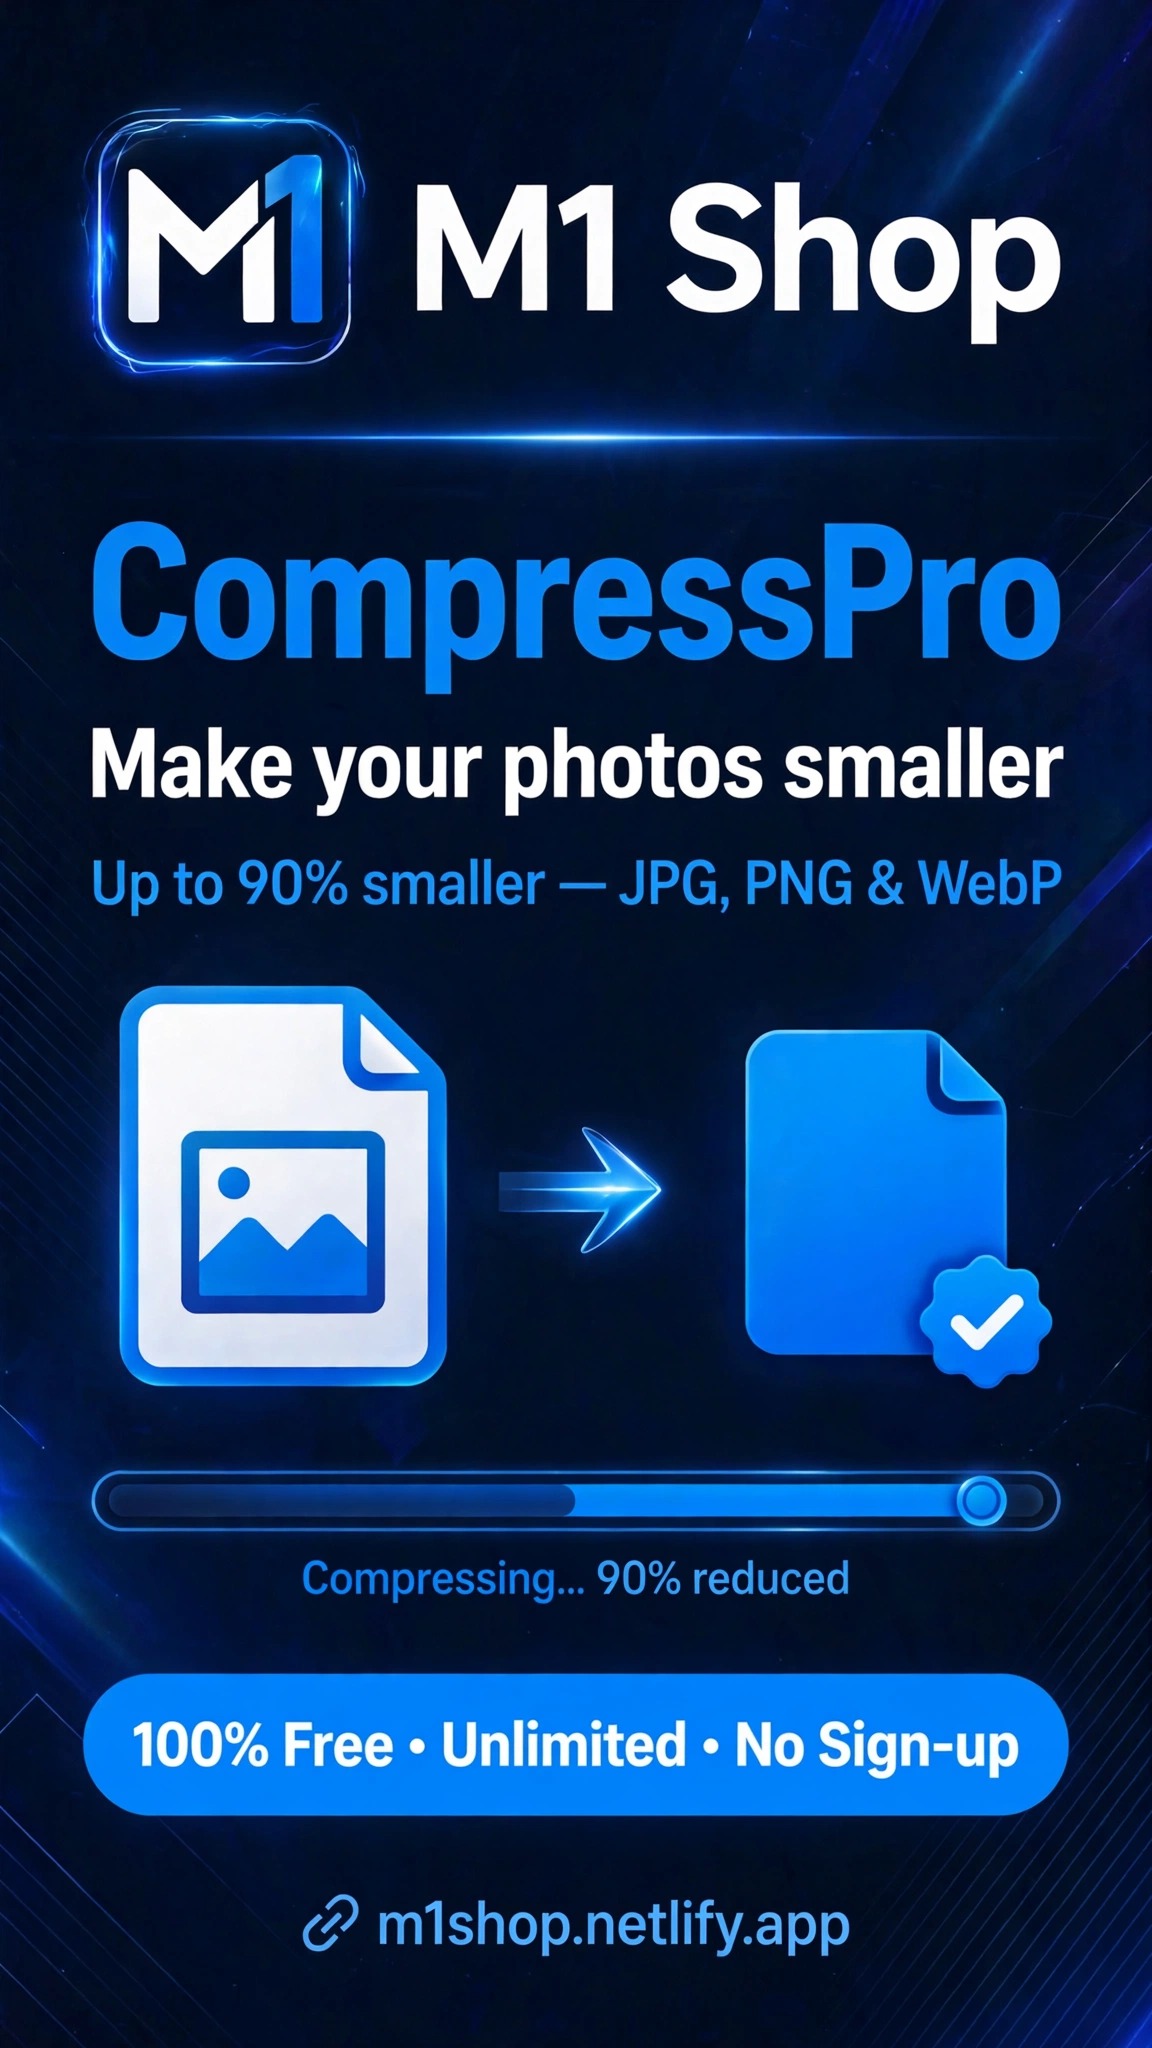 M1 M1 Shop
CompressPro
Make your photos smaller
Up to 90% smaller — JPG, PNG & WebP
Compressing... 90% reduced
100% Free • Unlimited • No Sign-up
m1shop.netlify.app